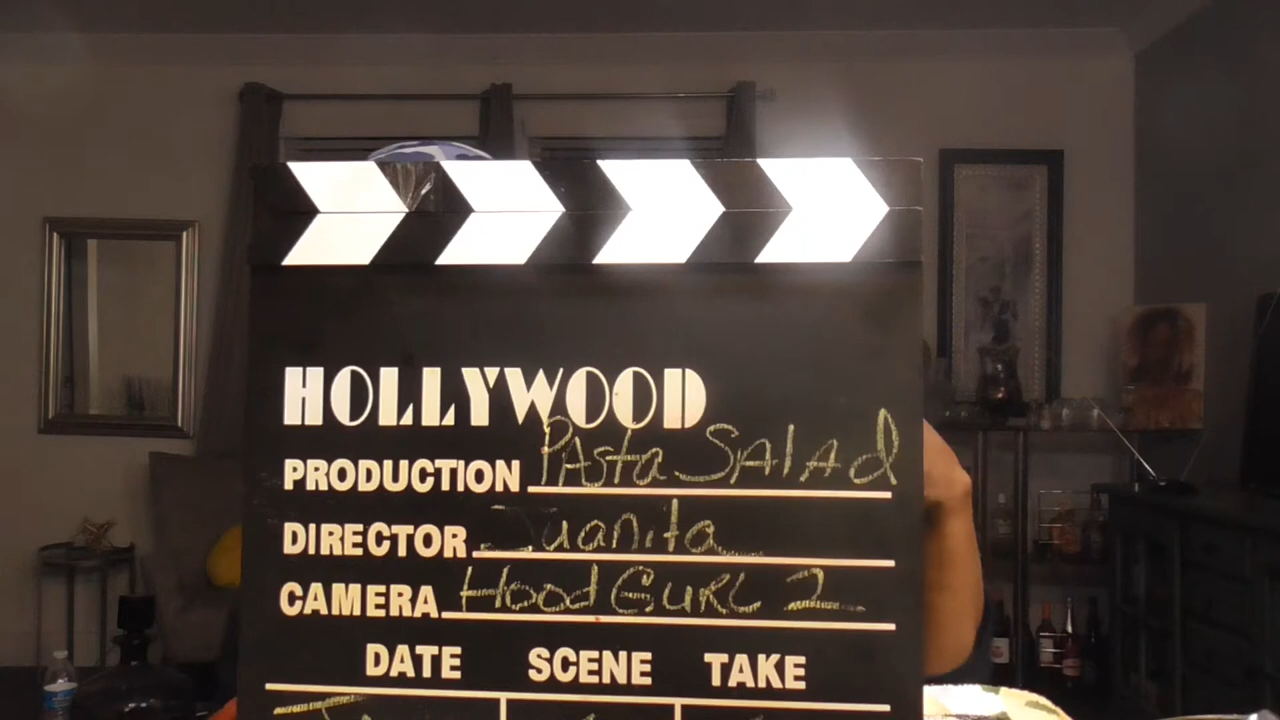 HOLLYWOOD
PRODUCTION PAsta SALAd
DIRECTOR Juanita
CAMERA Hood GURL 2
DATE SCENE TAKE